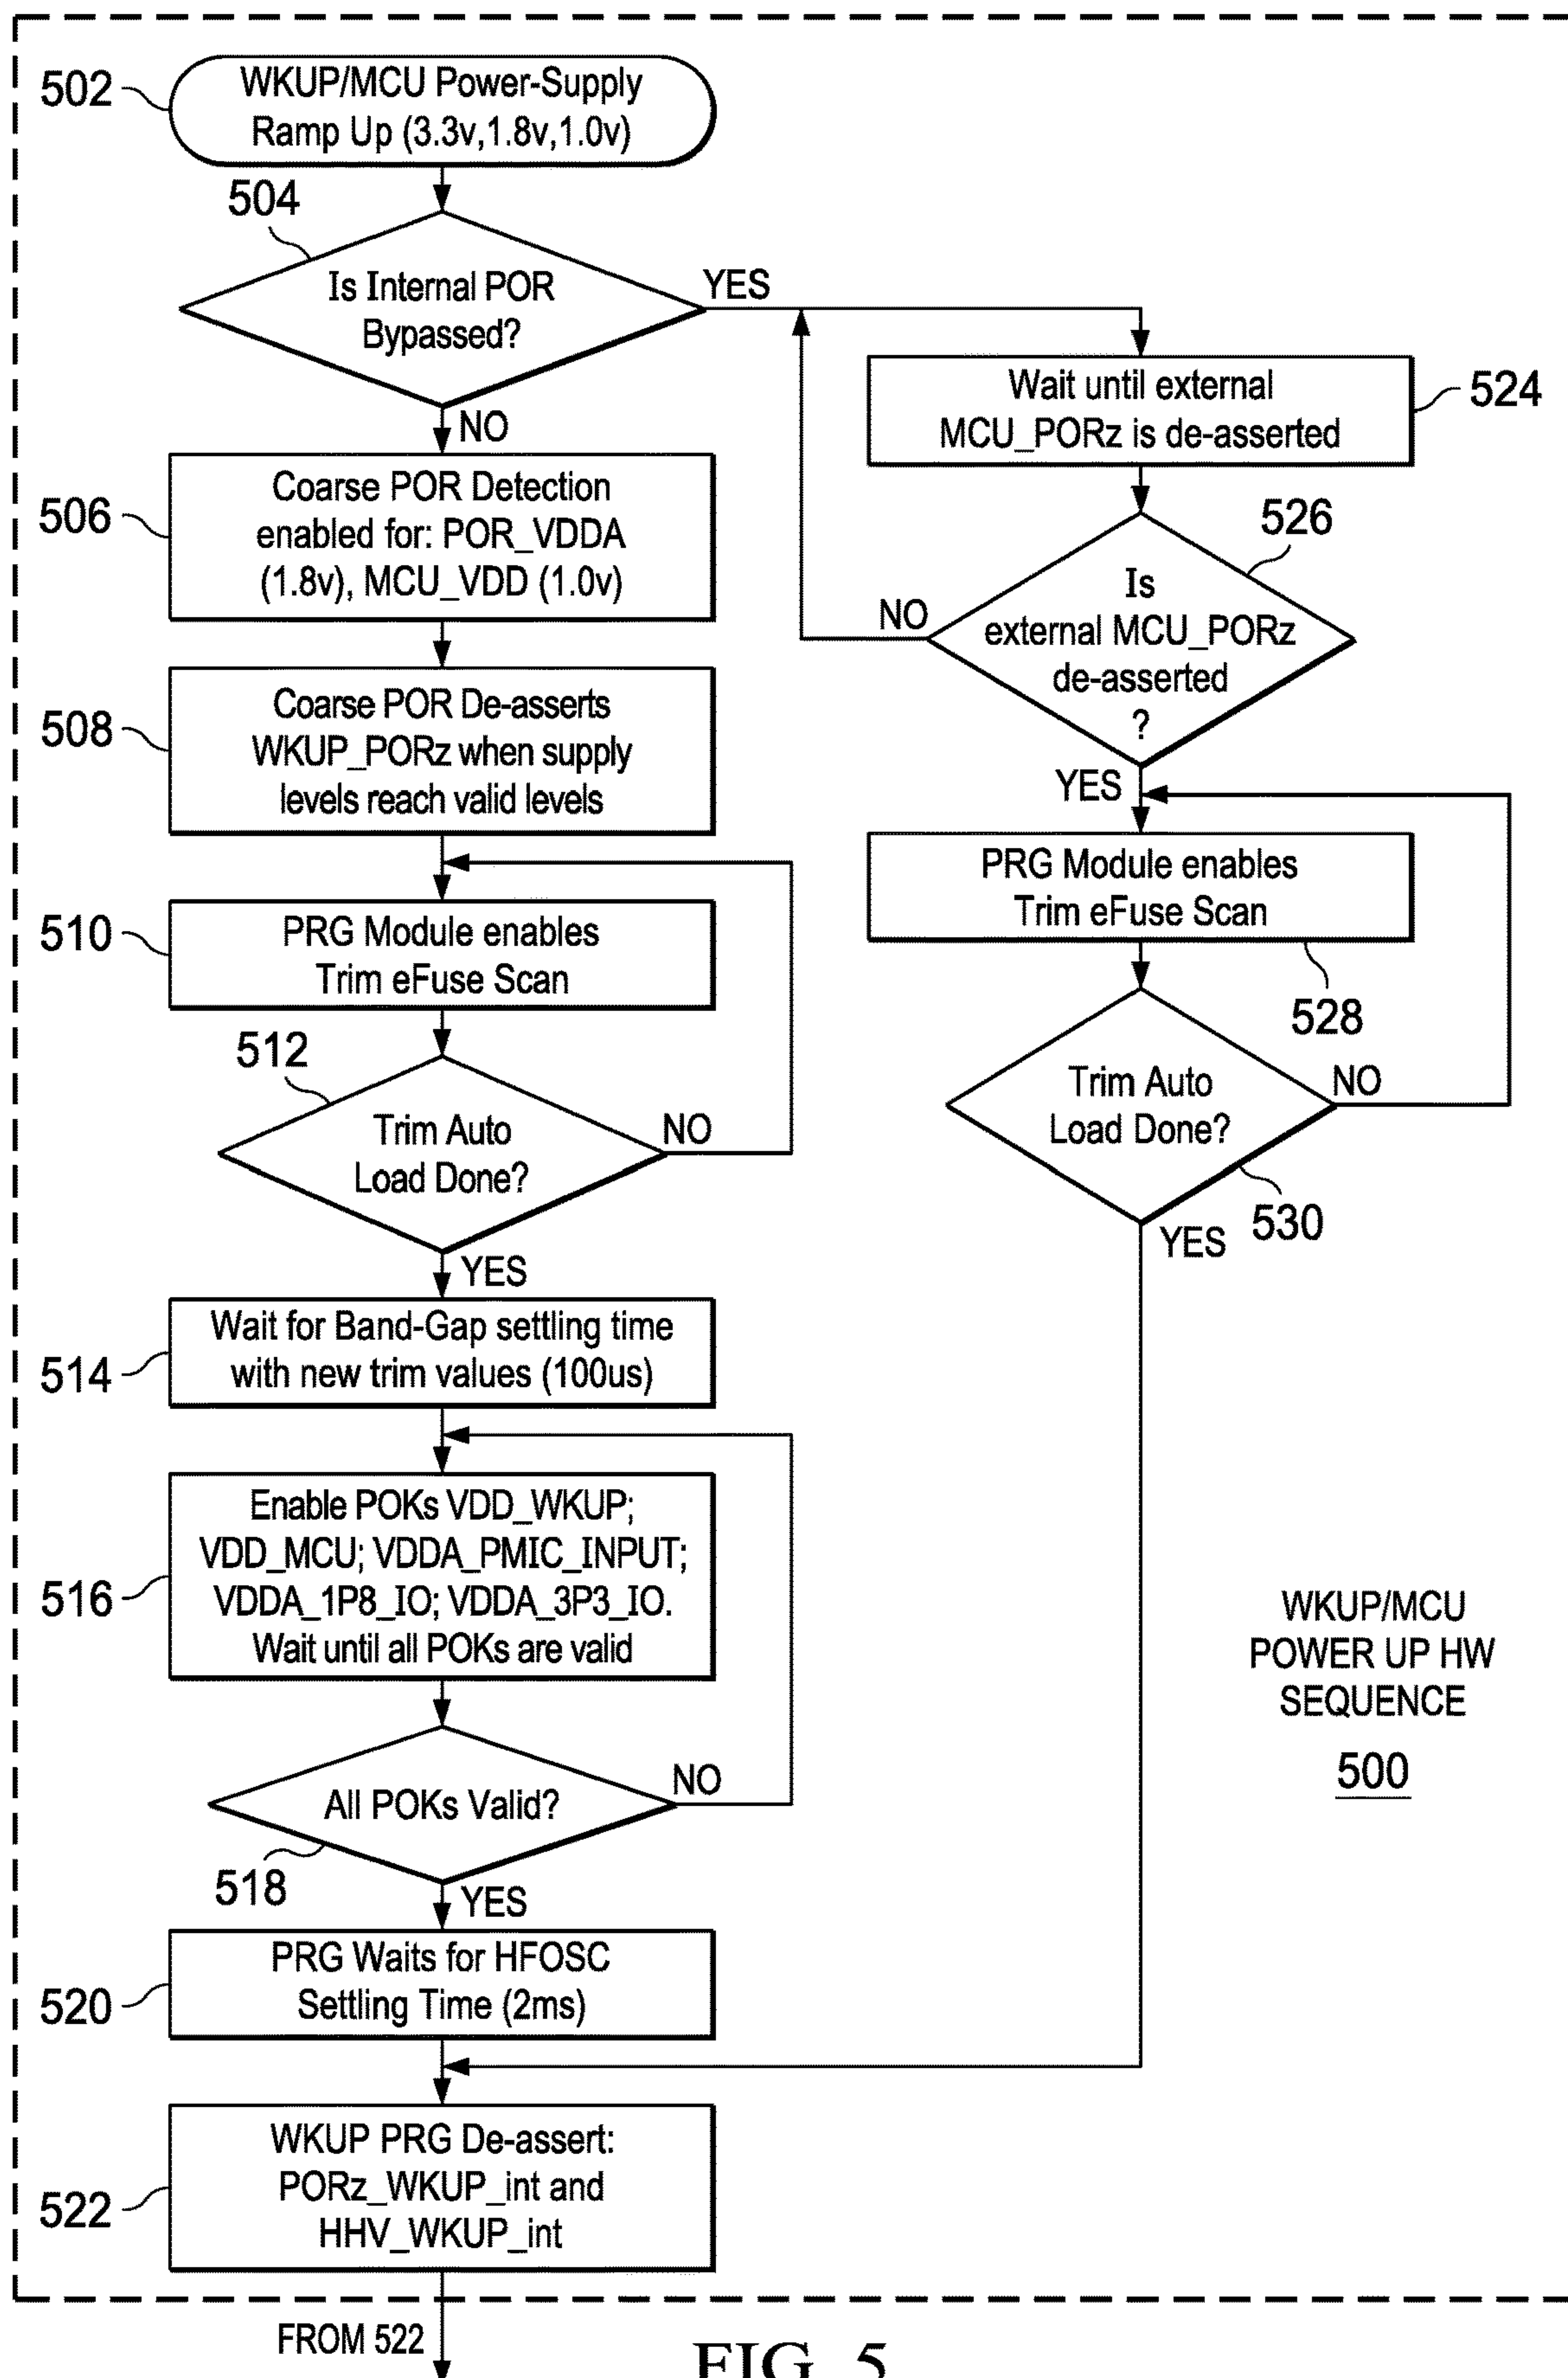 502
WKUP/MCU Power-Supply
Ramp Up (3.3v,1.8v,1.0v)
504
Is Internal POR
Bypassed?
YES
NO
506
Coarse POR Detection
enabled for: POR_VDDA
(1.8v), MCU_VDD (1.0v)
508
Coarse POR De-asserts
WKUP_PORz when supply
levels reach valid levels
510
PRG Module enables
Trim eFuse Scan
512
Trim Auto
Load Done?
NO
YES
514
Wait for Band-Gap settling time
with new trim values (100us)
516
Enable POKs VDD_WKUP;
VDD_MCU; VDDA_PMIC_INPUT;
VDDA_1P8_IO; VDDA_3P3_IO.
Wait until all POKs are valid
All POKs Valid?
NO
518
YES
520
PRG Waits for HFOSC
Settling Time (2ms)
522
WKUP PRG De-assert:
PORz_WKUP_int and
HHV_WKUP_int
FROM 522
Wait until external
MCU_PORz is de-asserted
524
526
Is
external MCU_PORz
de-asserted
?
NO
YES
PRG Module enables
Trim eFuse Scan
528
Trim Auto
Load Done?
NO
530
YES
WKUP/MCU
POWER UP HW
SEQUENCE
500
FIG. 5